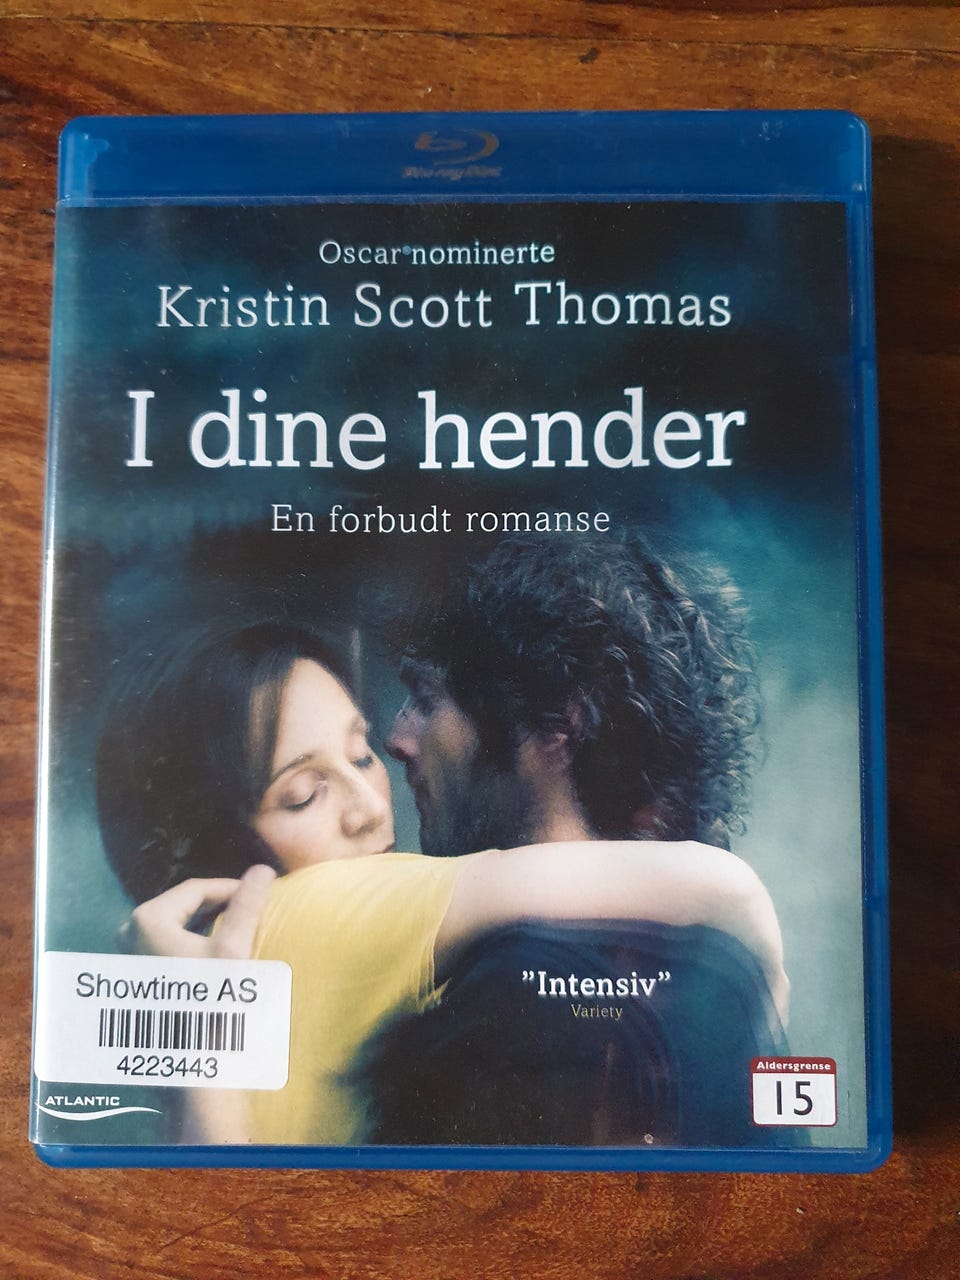 Blu-ray Disc
Oscar®nominerte
Kristin Scott Thomas
I dine hender
En forbudt romanse
"Intensiv"
Variety
Showtime AS
4223443
ATLANTIC
Aldersgrense
15